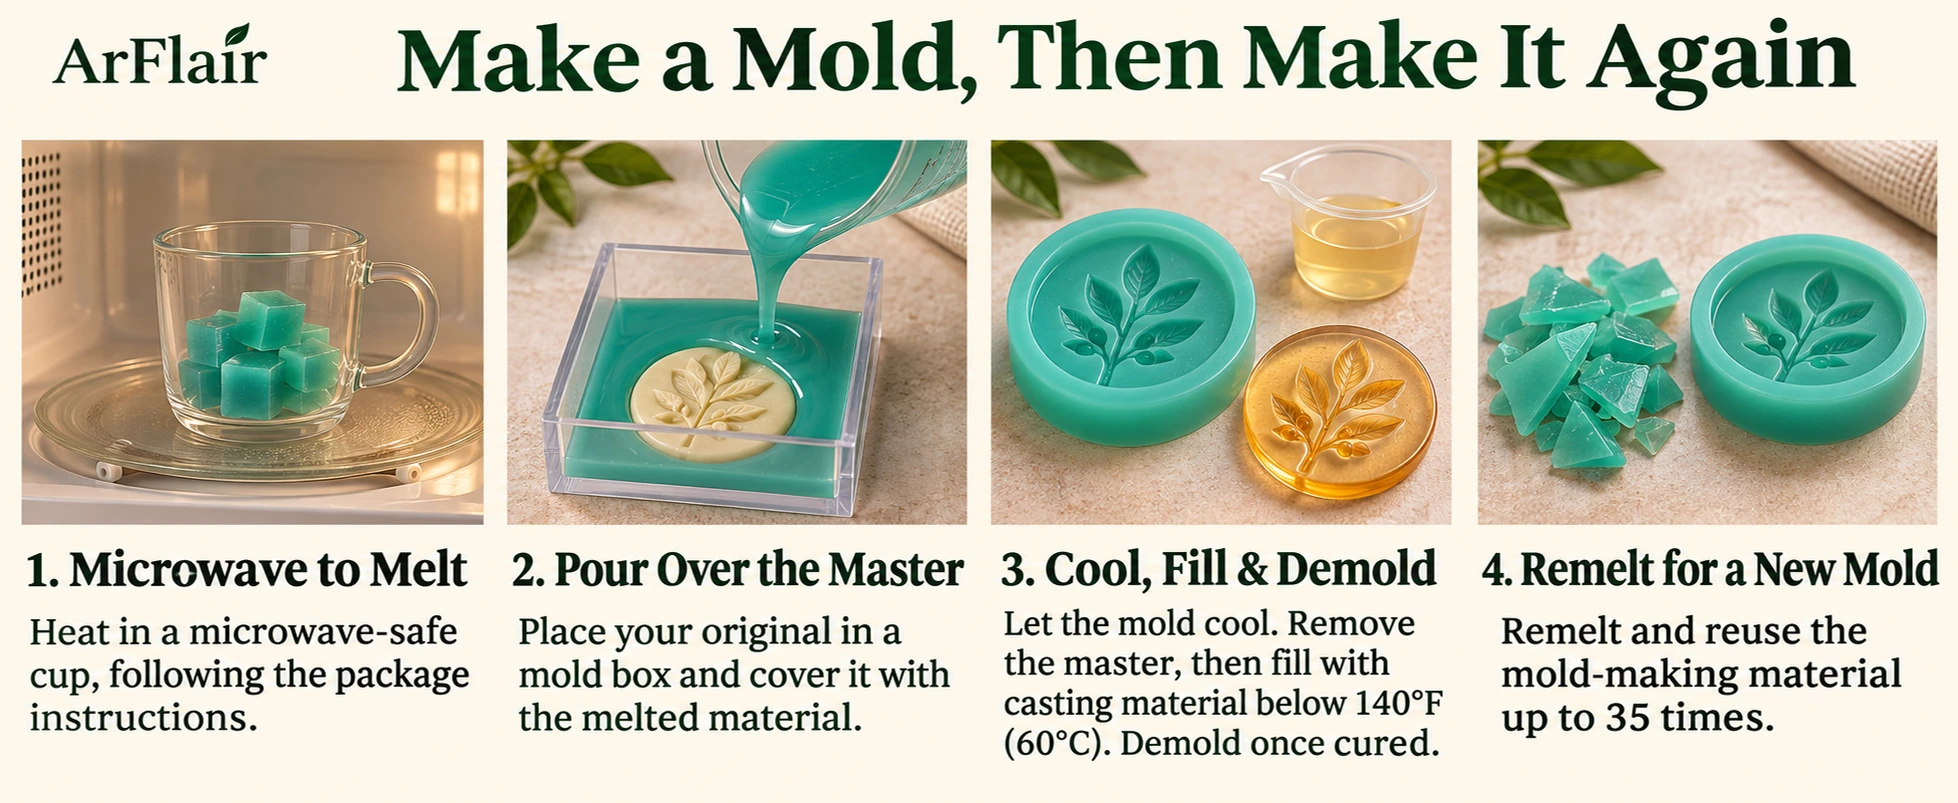 ArFlair
Make a Mold, Then Make It Again
1. Microwave to Melt
Heat in a microwave-safe
cup, following the package
instructions.
2. Pour Over the Master
Place your original in a
mold box and cover it with
the melted material.
3. Cool, Fill & Demold
Let the mold cool. Remove
the master, then fill with
casting material below 140°F
(60°C). Demold once cured.
4. Remelt for a New Mold
Remelt and reuse the
mold-making material
up to 35 times.